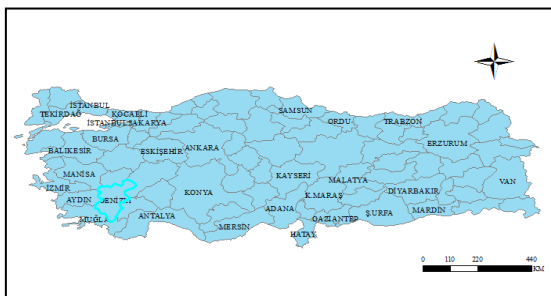 İSTANBUL
TEKİRDAĞ
KOCAELİ
İSTANBUL
SAKARYA
SAMSUN
ORDU
TRABZON
BURSA
ERZURUM
BALIKESİR
ESKİŞEHİR
ANKARA
MANİSA
KAYSERİ
MALATYA
VAN
İZMİR
KONYA
DİYARBAKIR
AYDIN
DENİZLİ
K.MARAŞ
MARDİN
ADANA
Ş.URFA
MUĞLA
ANTALYA
GAZİANTEP
MERSİN
HATAY
0 110 220 440
KM